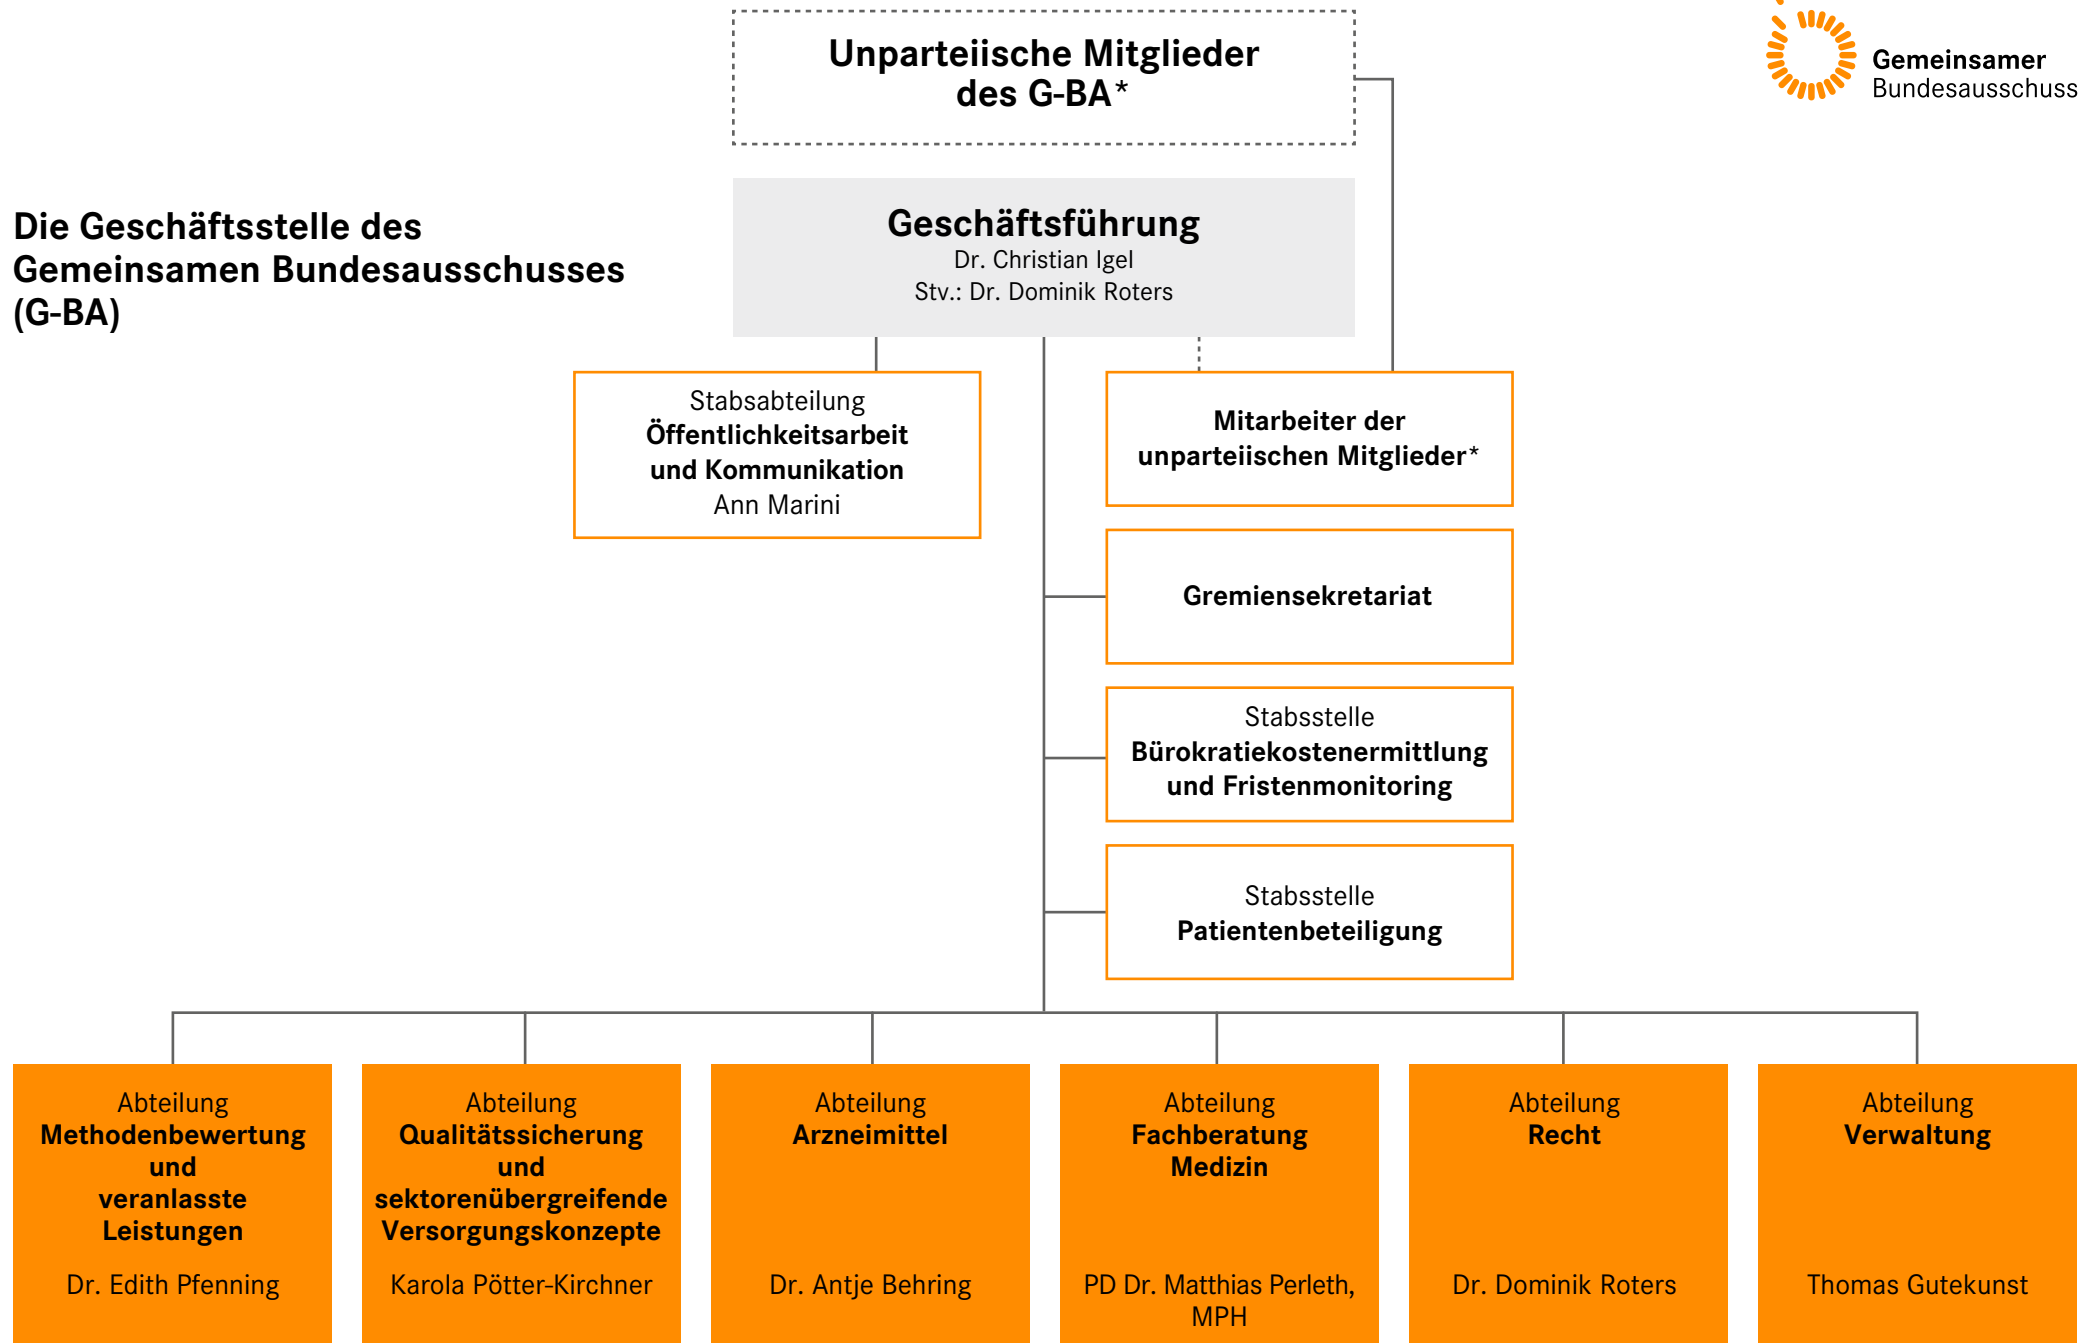 Unparteiische Mitglieder
des G-BA*
Gemeinsamer
Bundesausschuss
Die Geschäftsstelle des
Gemeinsamen Bundesausschusses
(G-BA)
Geschäftsführung
Dr. Christian Igel
Stv.: Dr. Dominik Roters
Stabsabteilung
Öffentlichkeitsarbeit
und Kommunikation
Ann Marini
Mitarbeiter der
unparteiischen Mitglieder*
Gremiensekretariat
Stabsstelle
Bürokratiekostenermittlung
und Fristenmonitoring
Stabsstelle
Patientenbeteiligung
Abteilung
Methodenbewertung
und
veranlasste
Leistungen
Dr. Edith Pfenning
Abteilung
Qualitätssicherung
und
sektorenübergreifende
Versorgungskonzepte
Karola Pötter-Kirchner
Abteilung
Arzneimittel
Dr. Antje Behring
Abteilung
Fachberatung
Medizin
PD Dr. Matthias Perleth,
MPH
Abteilung
Recht
Dr. Dominik Roters
Abteilung
Verwaltung
Thomas Gutekunst